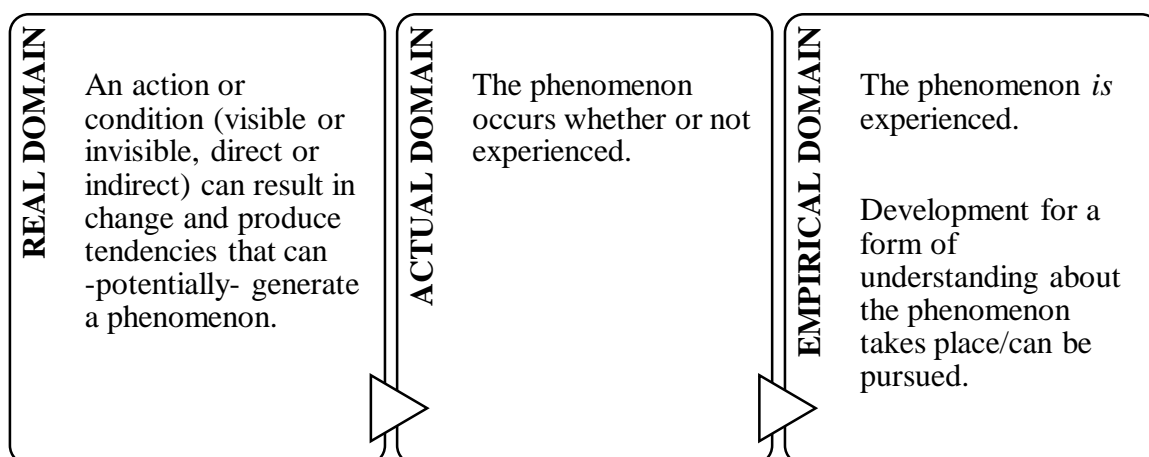 REAL DOMAIN
An action or
condition (visible or
invisible, direct or
indirect) can result in
change and produce
tendencies that can
-potentially- generate
a phenomenon.
ACTUAL DOMAIN
The phenomenon
occurs whether or not
experienced.
EMPIRICAL DOMAIN
The phenomenon is
experienced.
Development for a
form of
understanding about
the phenomenon
takes place/can be
pursued.